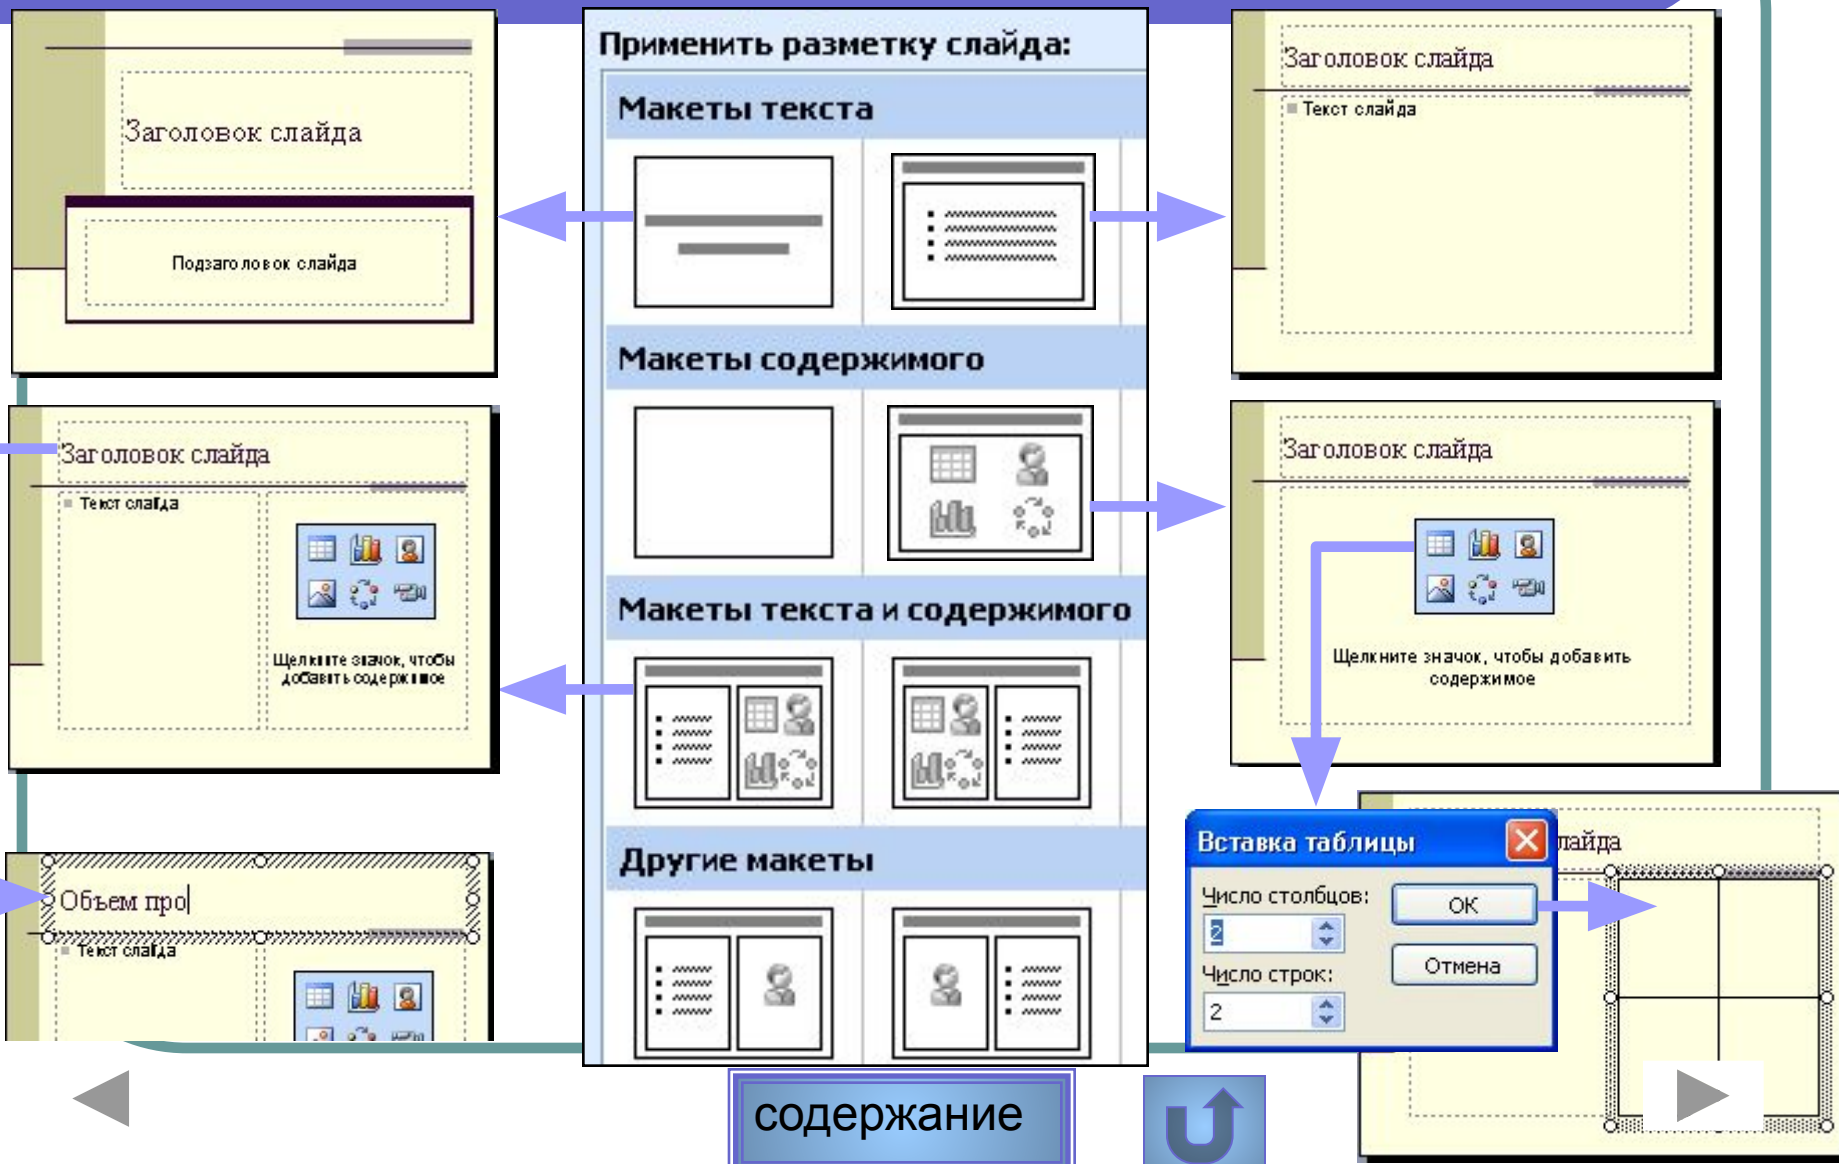 Заголовок слайда
Подзаголовок слайда
Заголовок слайда
Текст слайда
Щелкните значок, чтобы
добавить содержимое
Объем про
Текст слайда
Применить разметку слайда:
Макеты текста
Макеты содержимого
Макеты текста и содержимого
Другие макеты
Заголовок слайда
Текст слайда
Заголовок слайда
Щелкните значок, чтобы добавить
содержимое
лайда
Вставка таблицы
Число столбцов:
2
ОК
Число строк:
2
Отмена
содержание